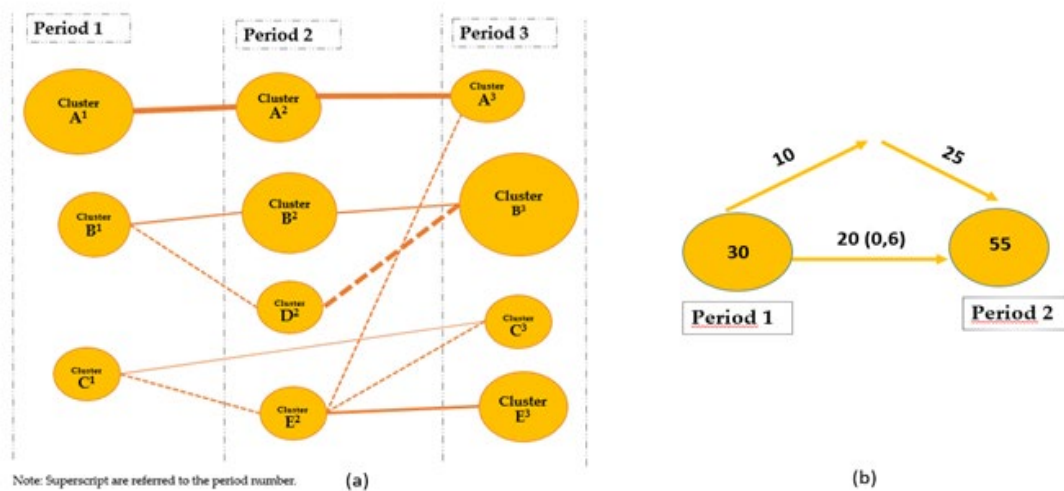 Period 1
Period 2
Period 3
Cluster
A1
Cluster
A2
Cluster
A3
Cluster
B1
Cluster
B2
Cluster
B3
Cluster
D2
Cluster
C3
Cluster
C1
Cluster
E2
Cluster
E3
Note: Superscript are referred to the period number.
(a)
10
25
30
20 (0,6)
55
Period 1
Period 2
(b)